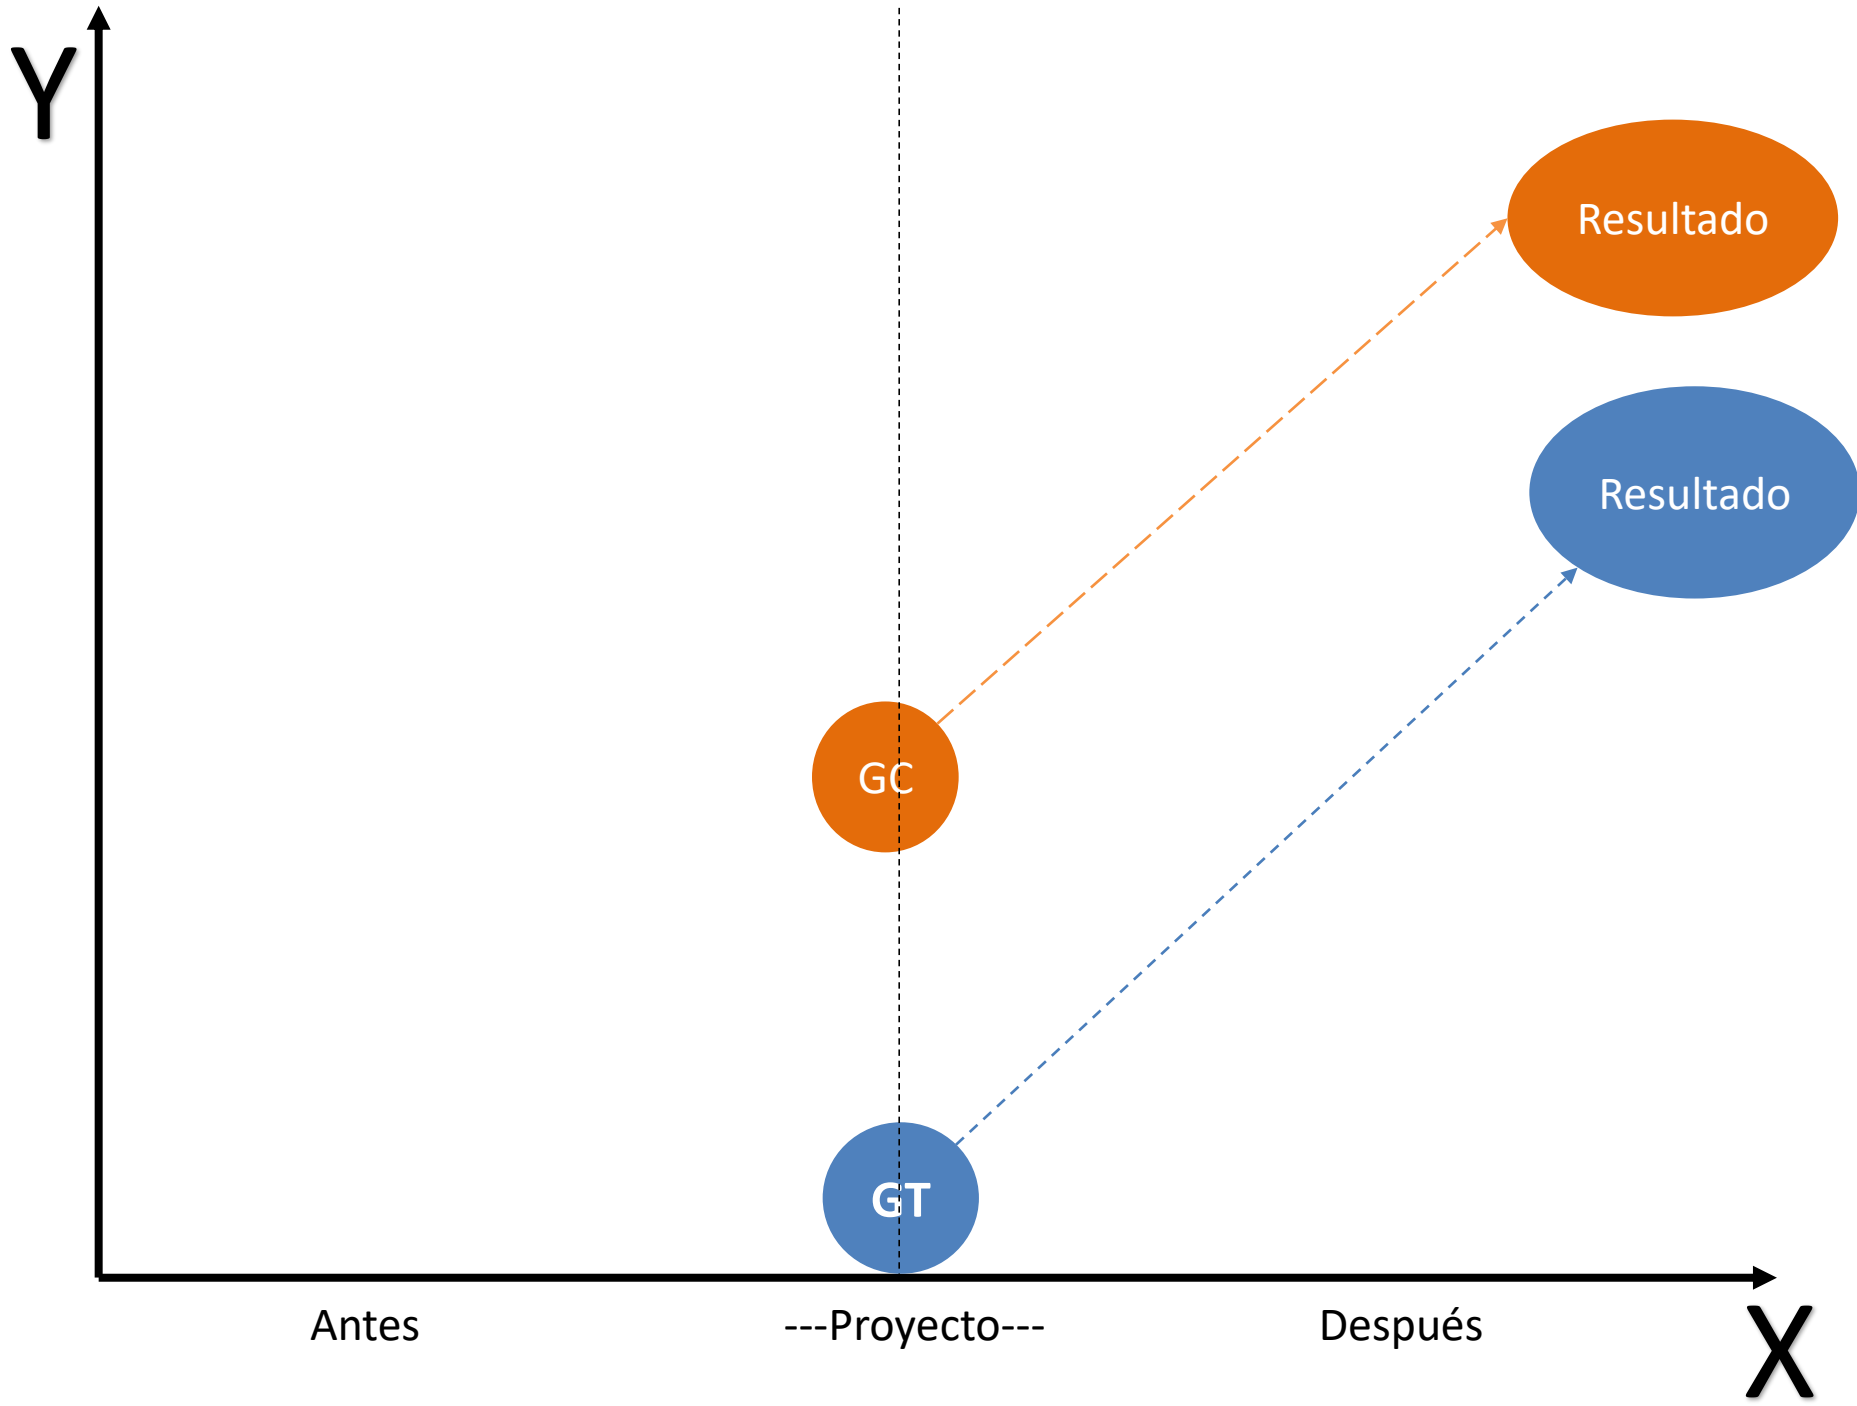 Y
Resultado
Resultado
GC
GT
Antes
---Proyecto---
Después
X